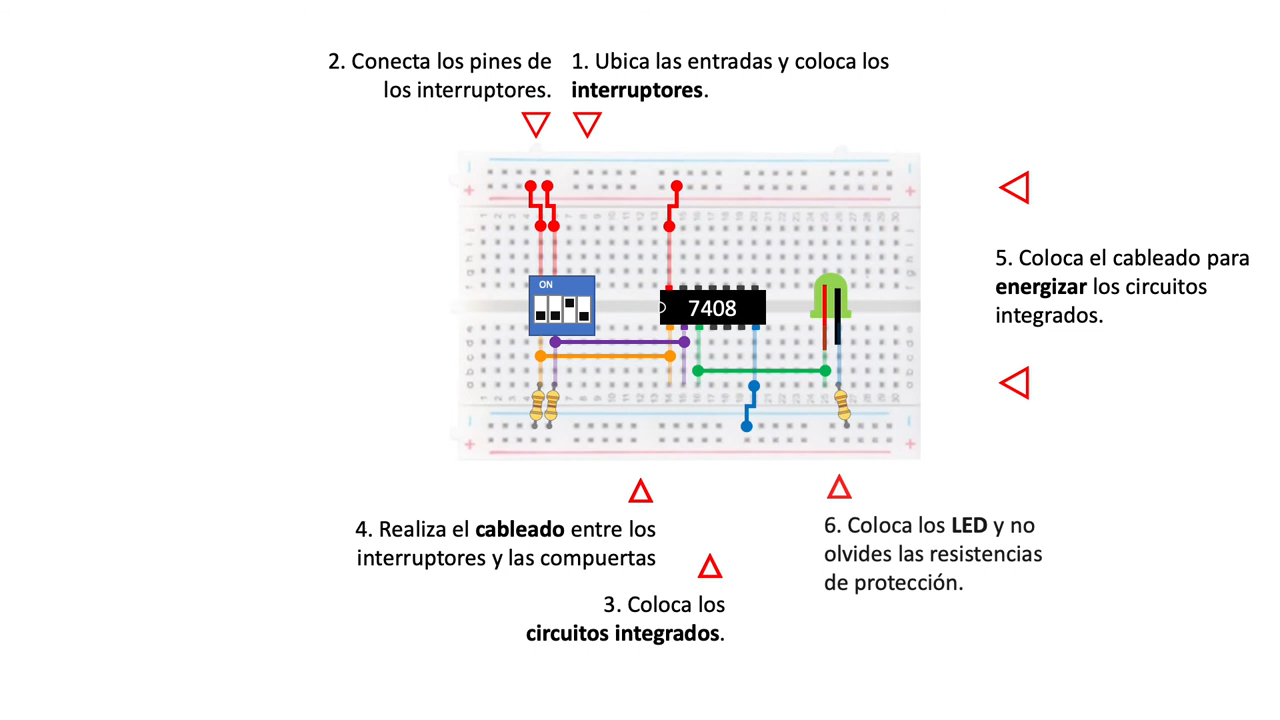 2. Conecta los pines de
los interruptores.
1. Ubica las entradas y coloca los
interruptores.
ON
7408
5. Coloca el cableado para
energizar los circuitos
integrados.
4. Realiza el cableado entre los
interruptores y las compuertas
3. Coloca los
circuitos integrados.
6. Coloca los LED y no
olvides las resistencias
de protección.